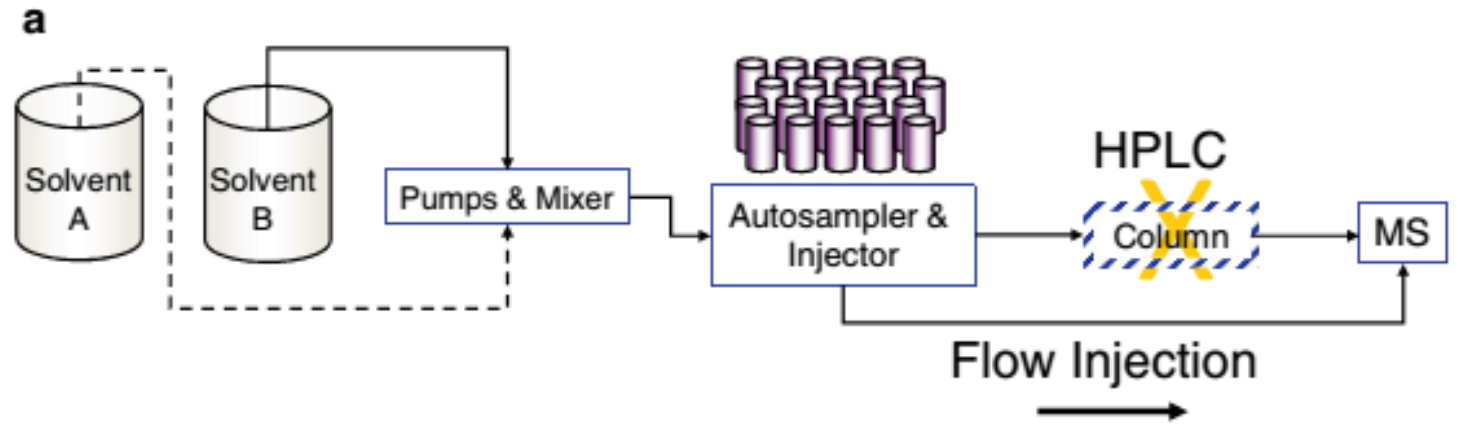 a
Solvent
A
Solvent
B
Pumps & Mixer
Autosampler &
Injector
HPLC
Column
MS
Flow Injection